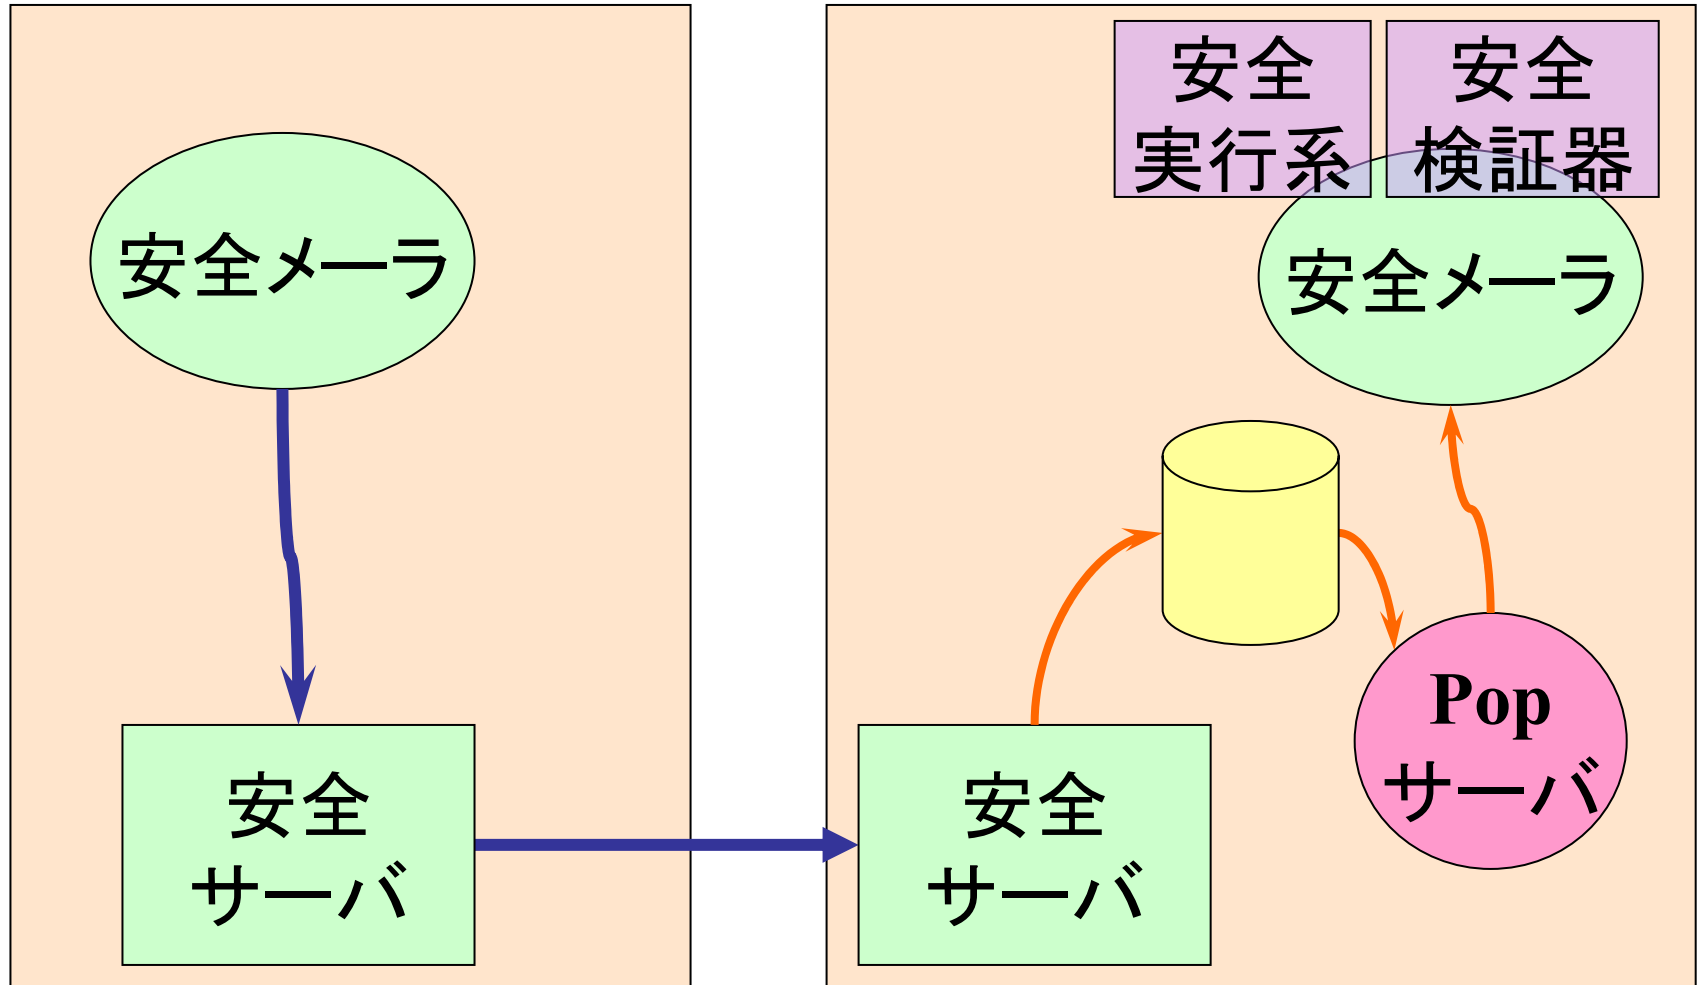 安全メーラ
安全
サーバ
安全
実行系
安全
検証器
安全メーラ
Pop
サーバ
安全
サーバ